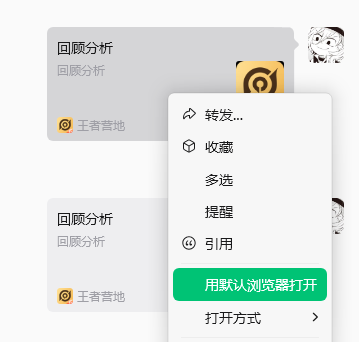 回顾分析
回顾分析
王者营地
转发...
收藏
多选
提醒
引用
回顾分析
回顾分析
用默认浏览器打开
王者营地
打开方式